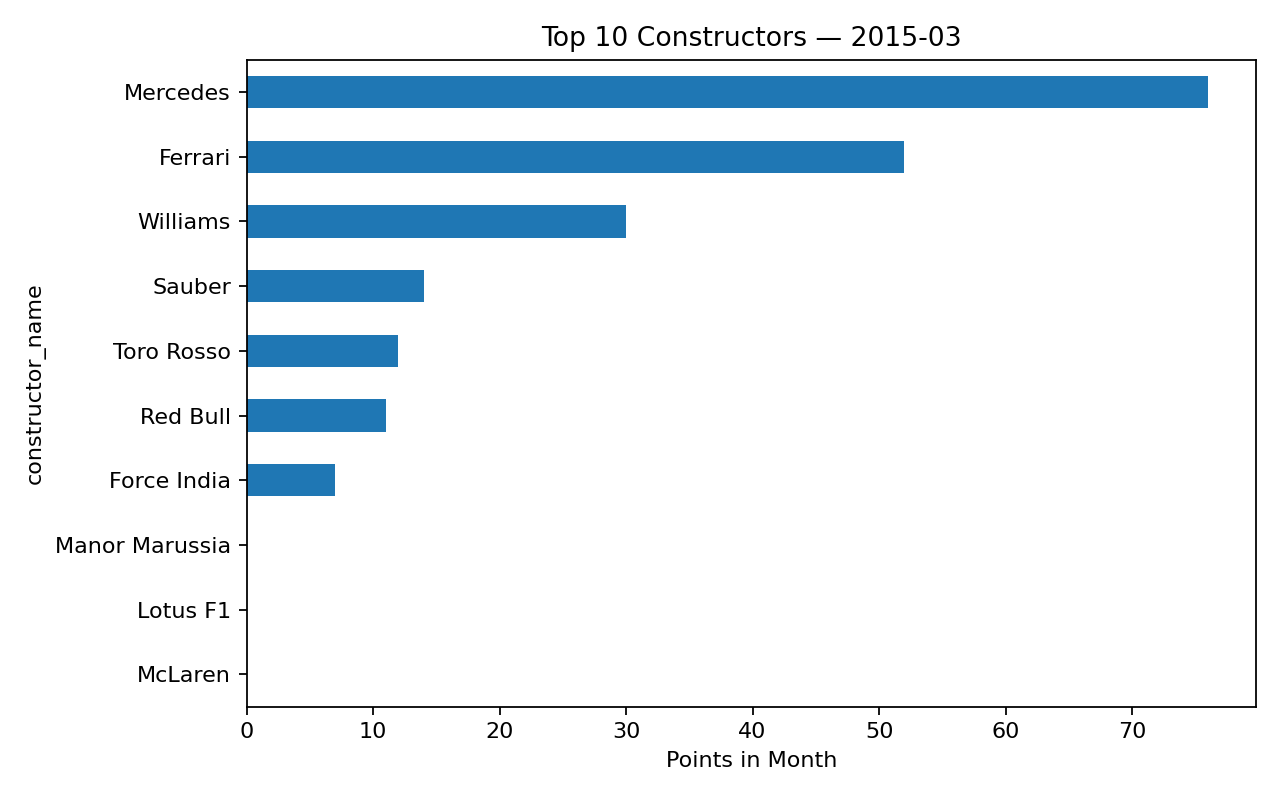 Top 10 Constructors — 2015-03
constructor_name
Mercedes
Ferrari
Williams
Sauber
Toro Rosso
Red Bull
Force India
Manor Marussia
Lotus F1
McLaren
0 10 20 30 40 50 60 70
Points in Month